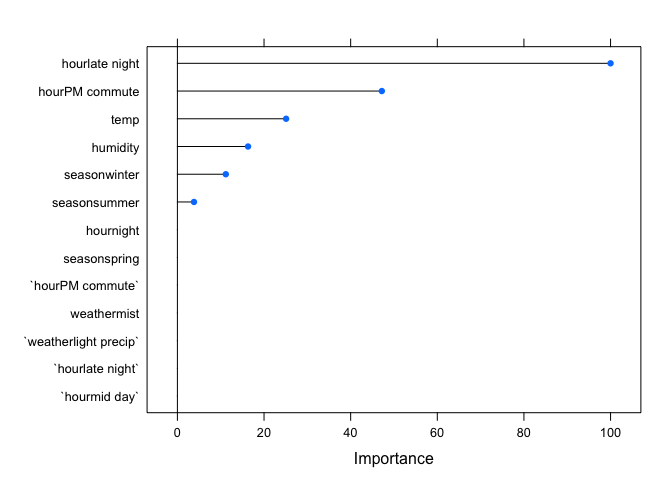 hourlate night
hourPM commute
temp
humidity
seasonwinter
seasonsummer
hournight
seasonspring
`hourPM commute`
weathermist
`weatherlight precip`
`hourlate night`
`hourmid day`
0 20 40 60 80 100
Importance